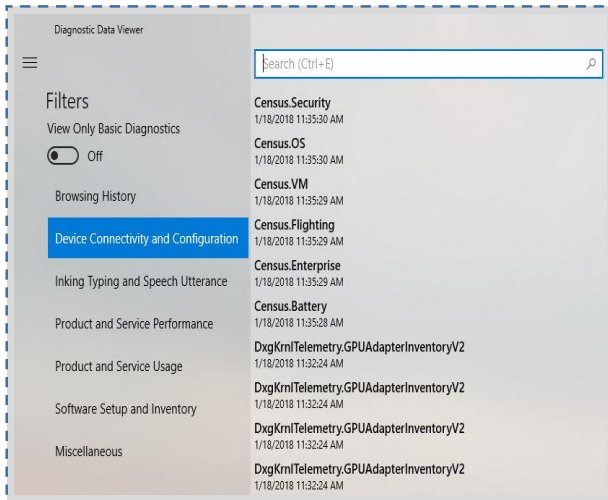 Diagnostic Data Viewer
Search (Ctrl+E)
Filters
View Only Basic Diagnostics
Off
Browsing History
Device Connectivity and Configuration
Inking Typing and Speech Utterance
Product and Service Performance
Product and Service Usage
Software Setup and Inventory
Miscellaneous
Census.Security
1/18/2018 11:35:30 AM
Census.OS
1/18/2018 11:35:30 AM
Census.VM
1/18/2018 11:35:29 AM
Census.Flighting
1/18/2018 11:35:29 AM
Census.Enterprise
1/18/2018 11:35:29 AM
Census.Battery
1/18/2018 11:35:28 AM
DxgKrnlTelemetry.GPUAdapterInventoryV2
1/18/2018 11:32:24 AM
DxgKrnlTelemetry.GPUAdapterInventoryV2
1/18/2018 11:32:24 AM
DxgKrnlTelemetry.GPUAdapterInventoryV2
1/18/2018 11:32:24 AM
DxgKrnlTelemetry.GPUAdapterInventoryV2
1/18/2018 11:32:24 AM